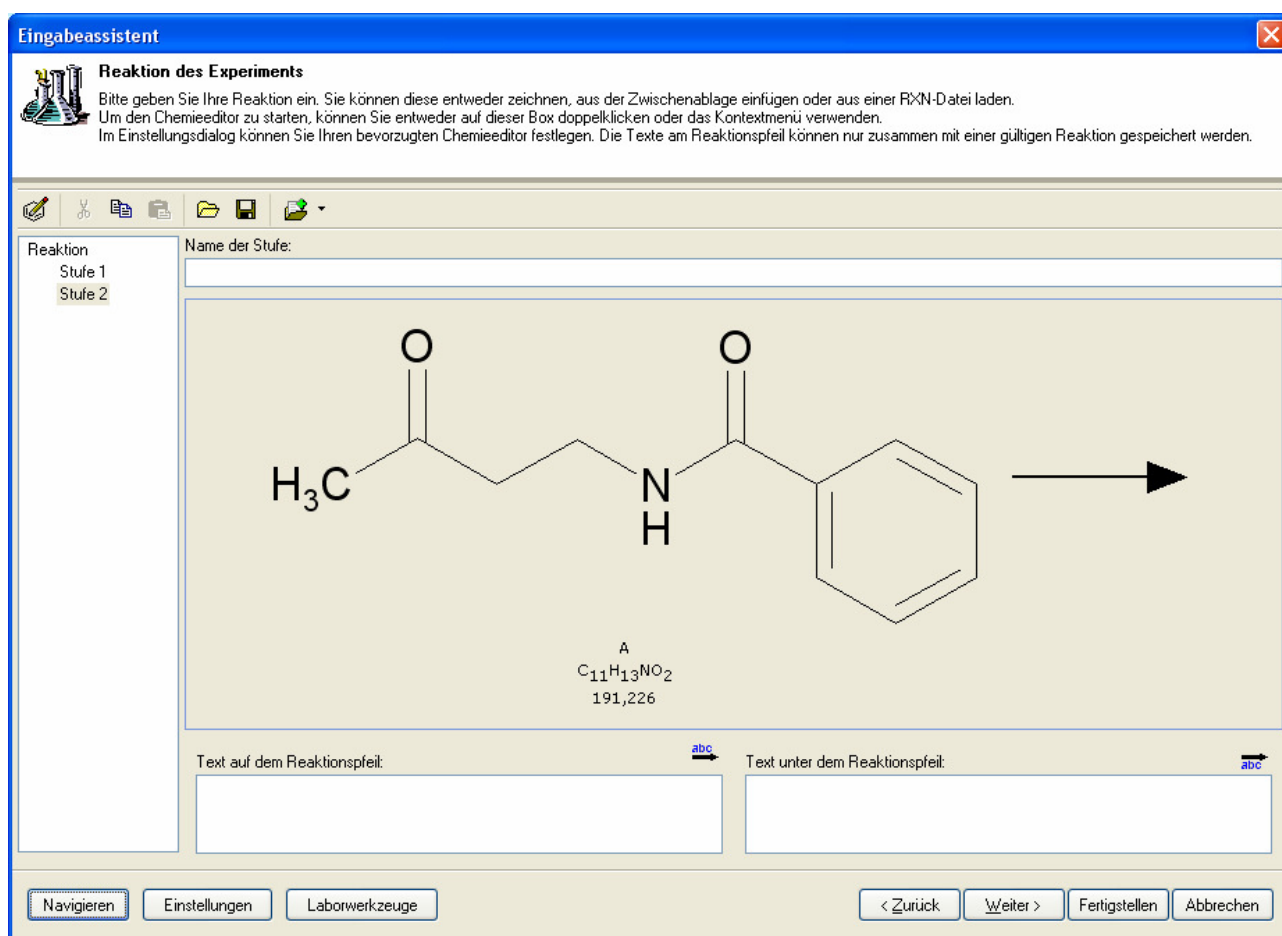 Eingabeassistent
Reaktion des Experiments
Bitte geben Sie Ihre Reaktion ein. Sie können diese entweder zeichnen, aus der Zwischenablage einfügen oder aus einer RXN-Datei laden.
Um den Chemieeditor zu starten, können Sie entweder auf dieser Box doppelklicken oder das Kontextmenü verwenden.
Im Einstellungsdialog können Sie Ihren bevorzugten Chemieeditor festlegen. Die Texte am Reaktionspfeil können nur zusammen mit einer gültigen Reaktion gespeichert werden.
Reaktion
Stufe 1
Stufe 2
Name der Stufe:
O O
H3C N
H
A
C11H13NO2
191,226
Text auf dem Reaktionspfeil: abc
Text unter dem Reaktionspfeil: abc
Navigieren Einstellungen Laborwerkzeuge < Zurück Weiter > Fertigstellen Abbrechen